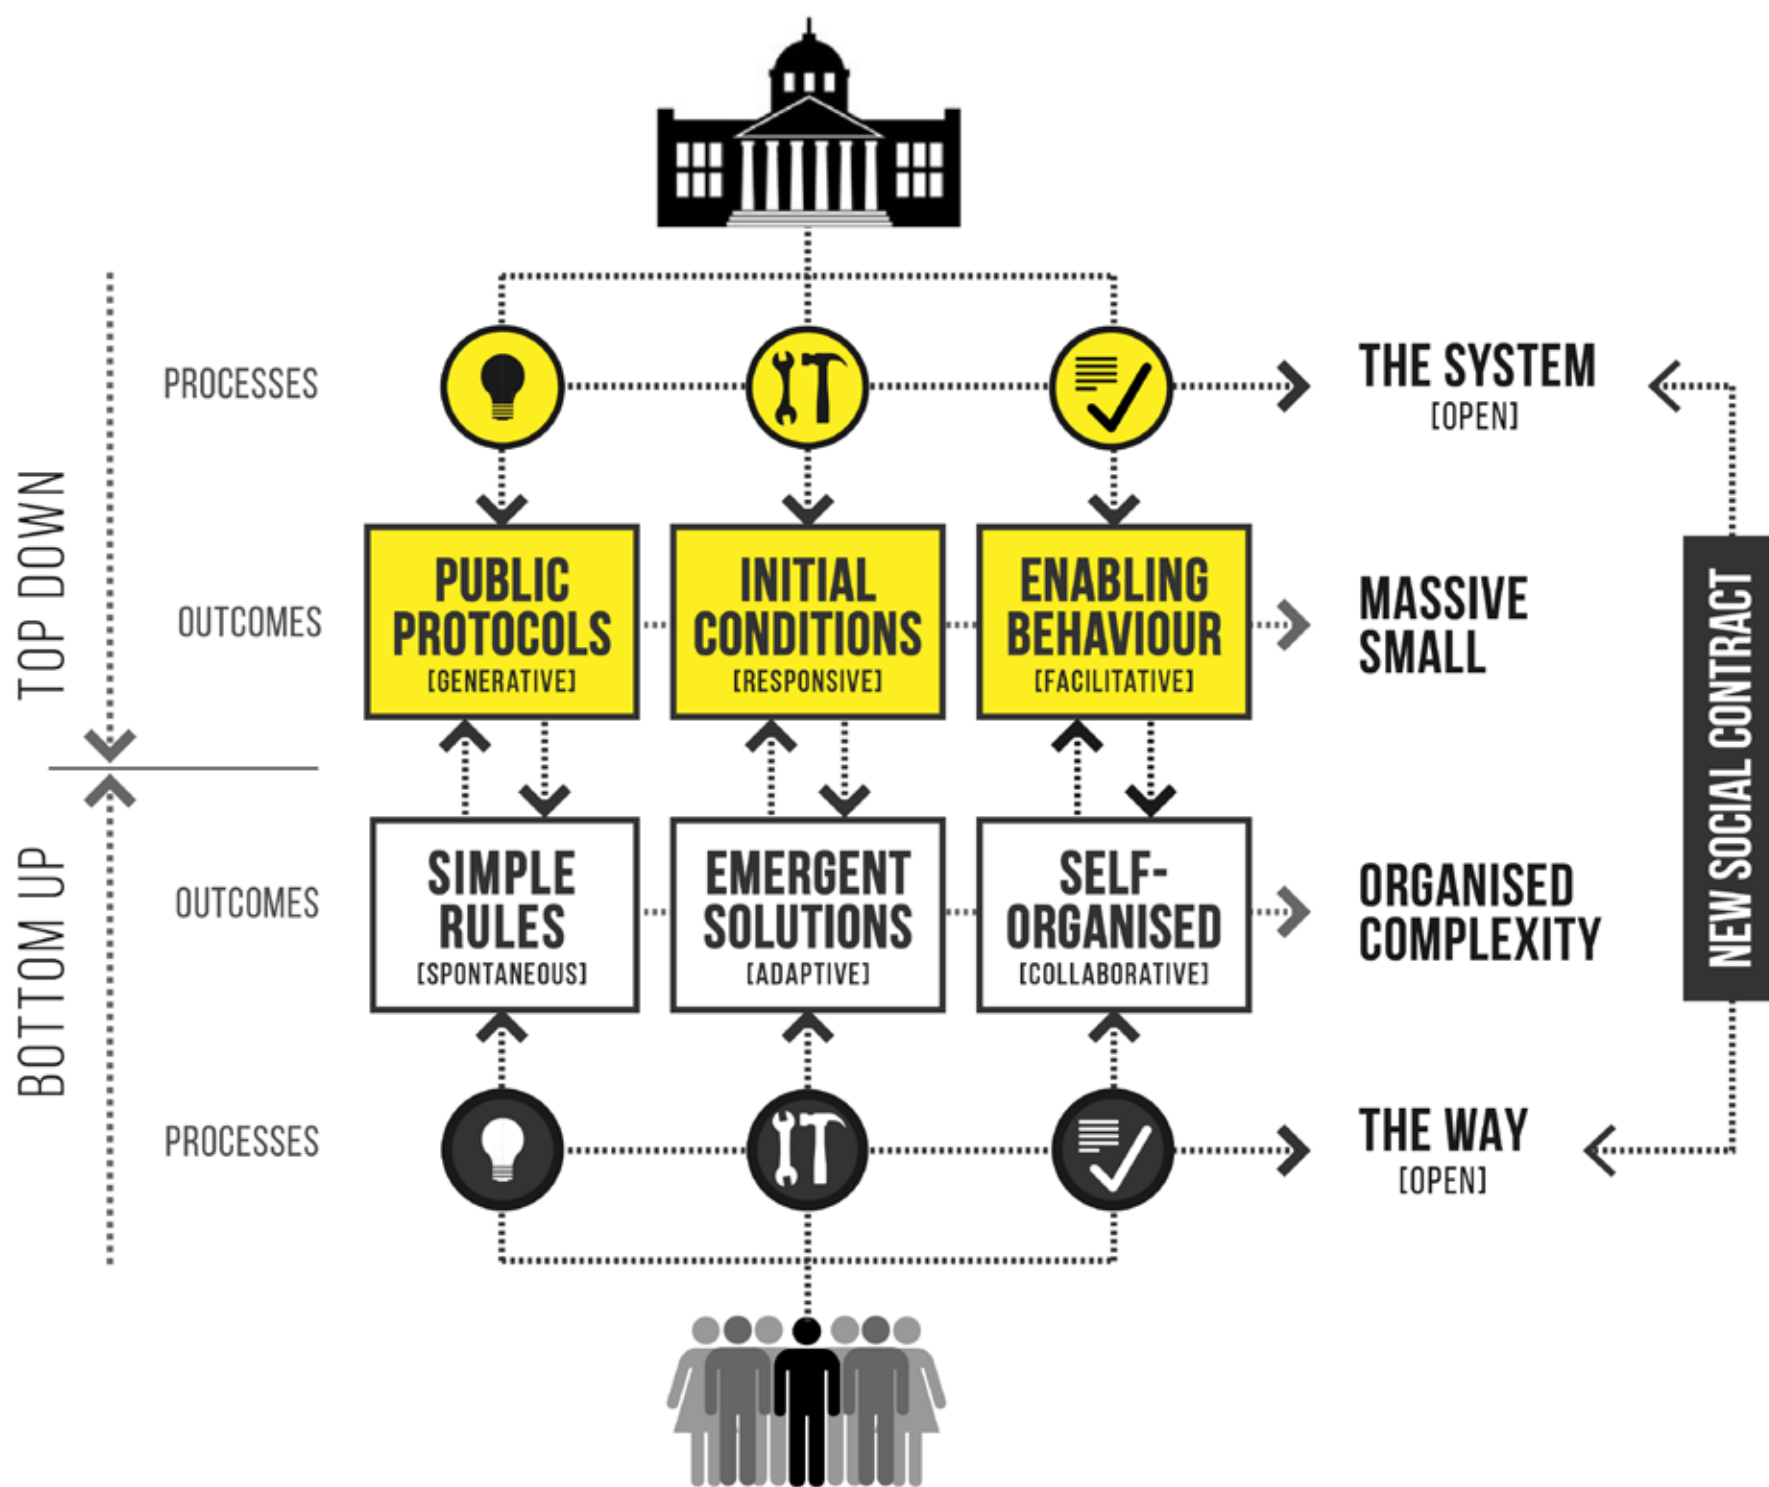 PROCESSES
THE SYSTEM
[OPEN]
TOP DOWN
OUTCOMES
PUBLIC
PROTOCOLS
[GENERATIVE]
INITIAL
CONDITIONS
[RESPONSIVE]
ENABLING
BEHAVIOUR
[FACILITATIVE]
MASSIVE
SMALL
NEW SOCIAL CONTRACT
BOTTOM UP
OUTCOMES
SIMPLE
RULES
[SPONTANEOUS]
EMERGENT
SOLUTIONS
[ADAPTIVE]
SELF-
ORGANISED
[COLLABORATIVE]
ORGANISED
COMPLEXITY
PROCESSES
THE WAY
[OPEN]